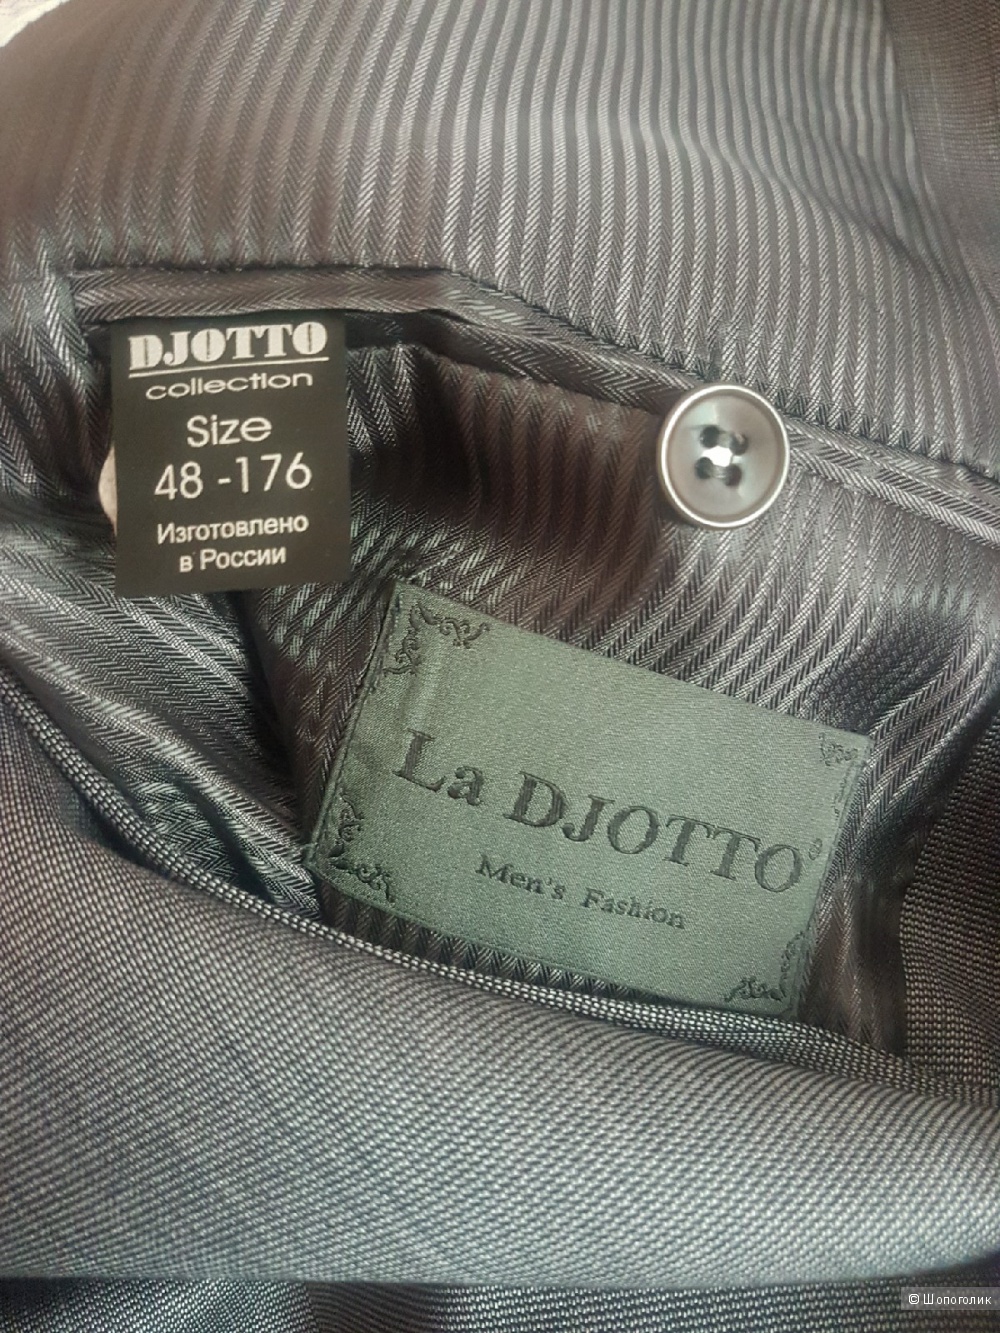 DJOTTO
collection
Size
48 -176
Изготовлено
в России
La DJOTTO
Men's Fashion
© Шопоголик